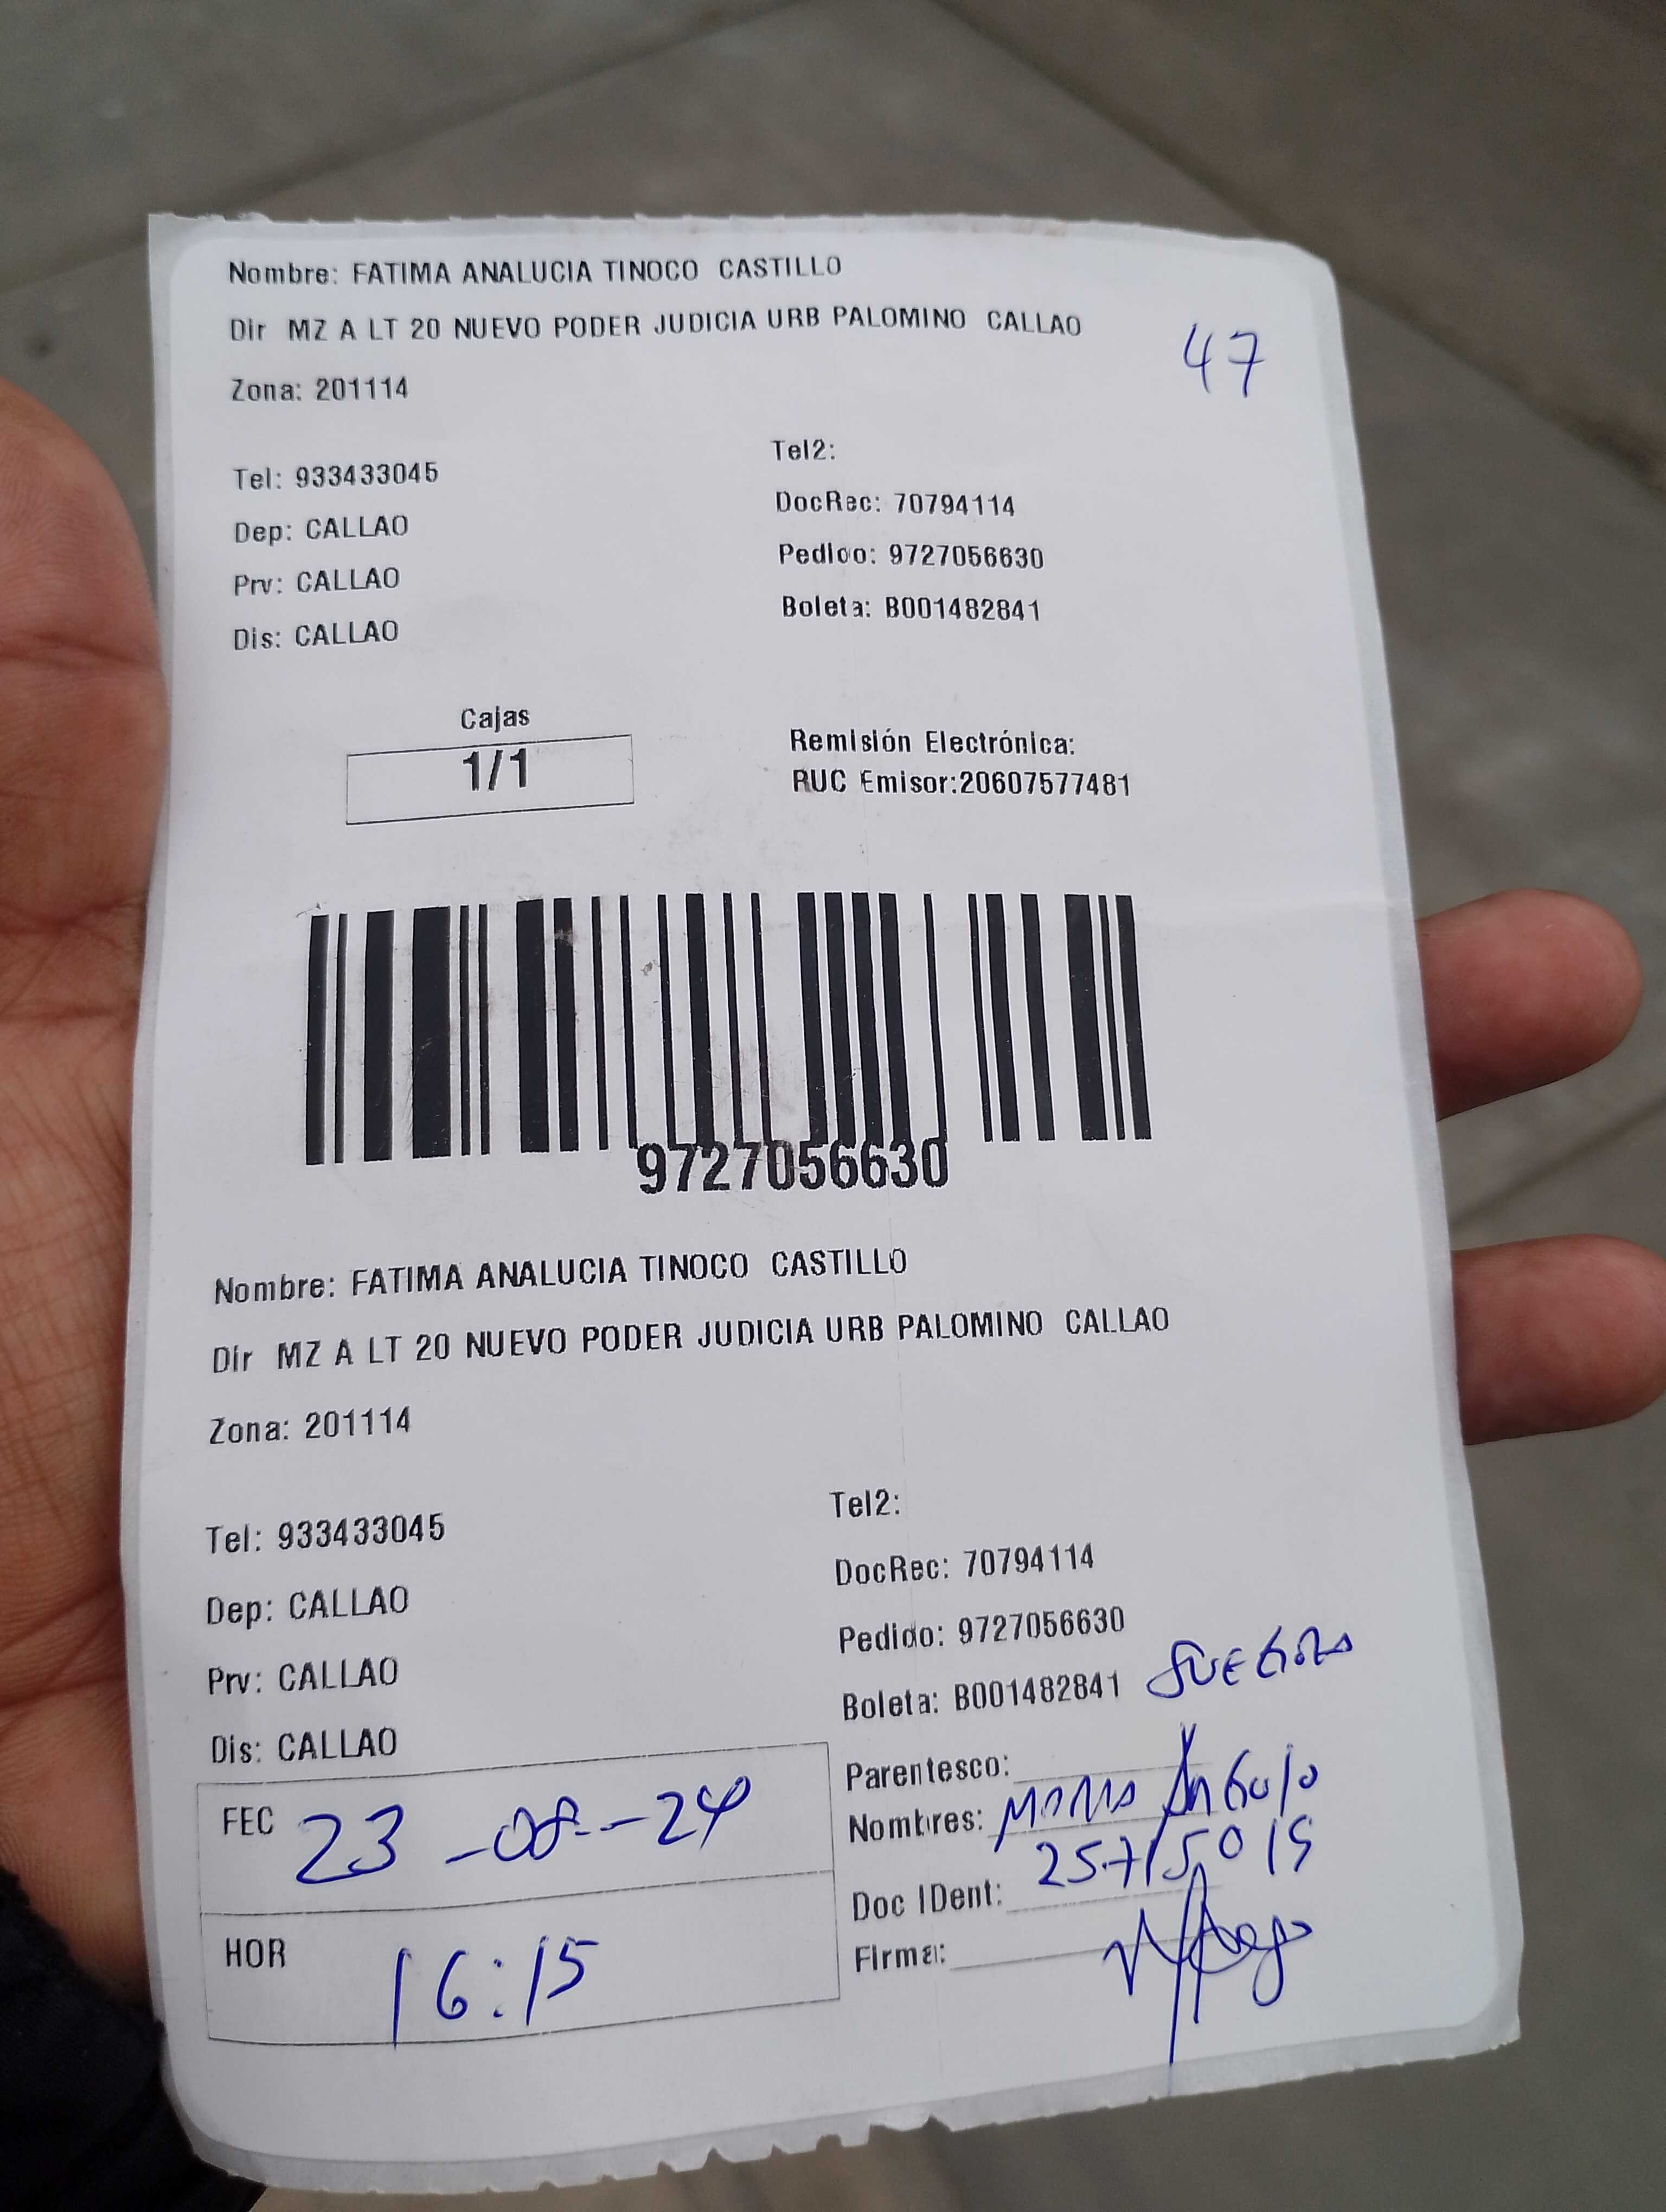 Nombre: FATIMA ANALUCIA TINOCO CASTILLO
Dir MZ A LT 20 NUEVO PODER JUDICIA URB PALOMINO CALLAO
47
Zona: 201114
Tel: 933433045
Tel2:
Dep: CALLAO
DocRec: 70794114
Prv: CALLAO
Pedido: 9727056630
Dis: CALLAO
Boleta: B001482841
Cajas
1/1
Remisión Electrónica:
RUC Emisor:20607577481
9727056630
Nombre: FATIMA ANALUCIA TINOCO CASTILLO
Dir MZ A LT 20 NUEVO PODER JUDICIA URB PALOMINO CALLAO
Zona: 201114
Tel: 933433045
Tel2:
Dep: CALLAO
DocRec: 70794114
Prv: CALLAO
Pedido: 9727056630
Dis: CALLAO
Boleta: B001482841 SUEGRA
FEC 23-08-24
HOR 16:15
Parentesco:
Nombres: Angulo
Doc IDent: 25715015
Firma: